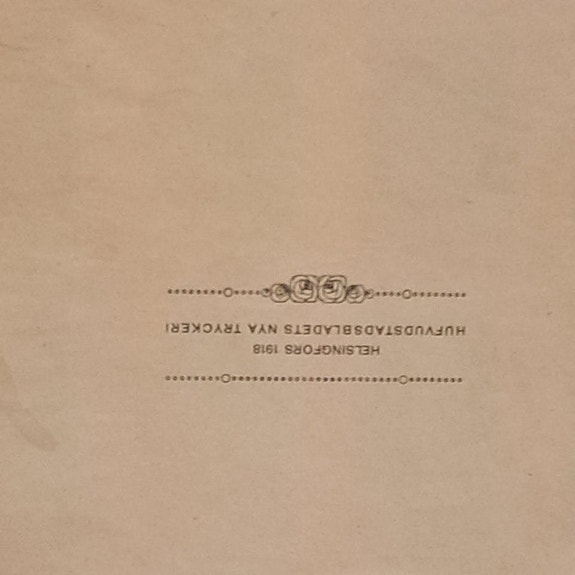 HELSINGFORS 1918
HUFVUDSTADSBLADETS NYA TRYCKERI